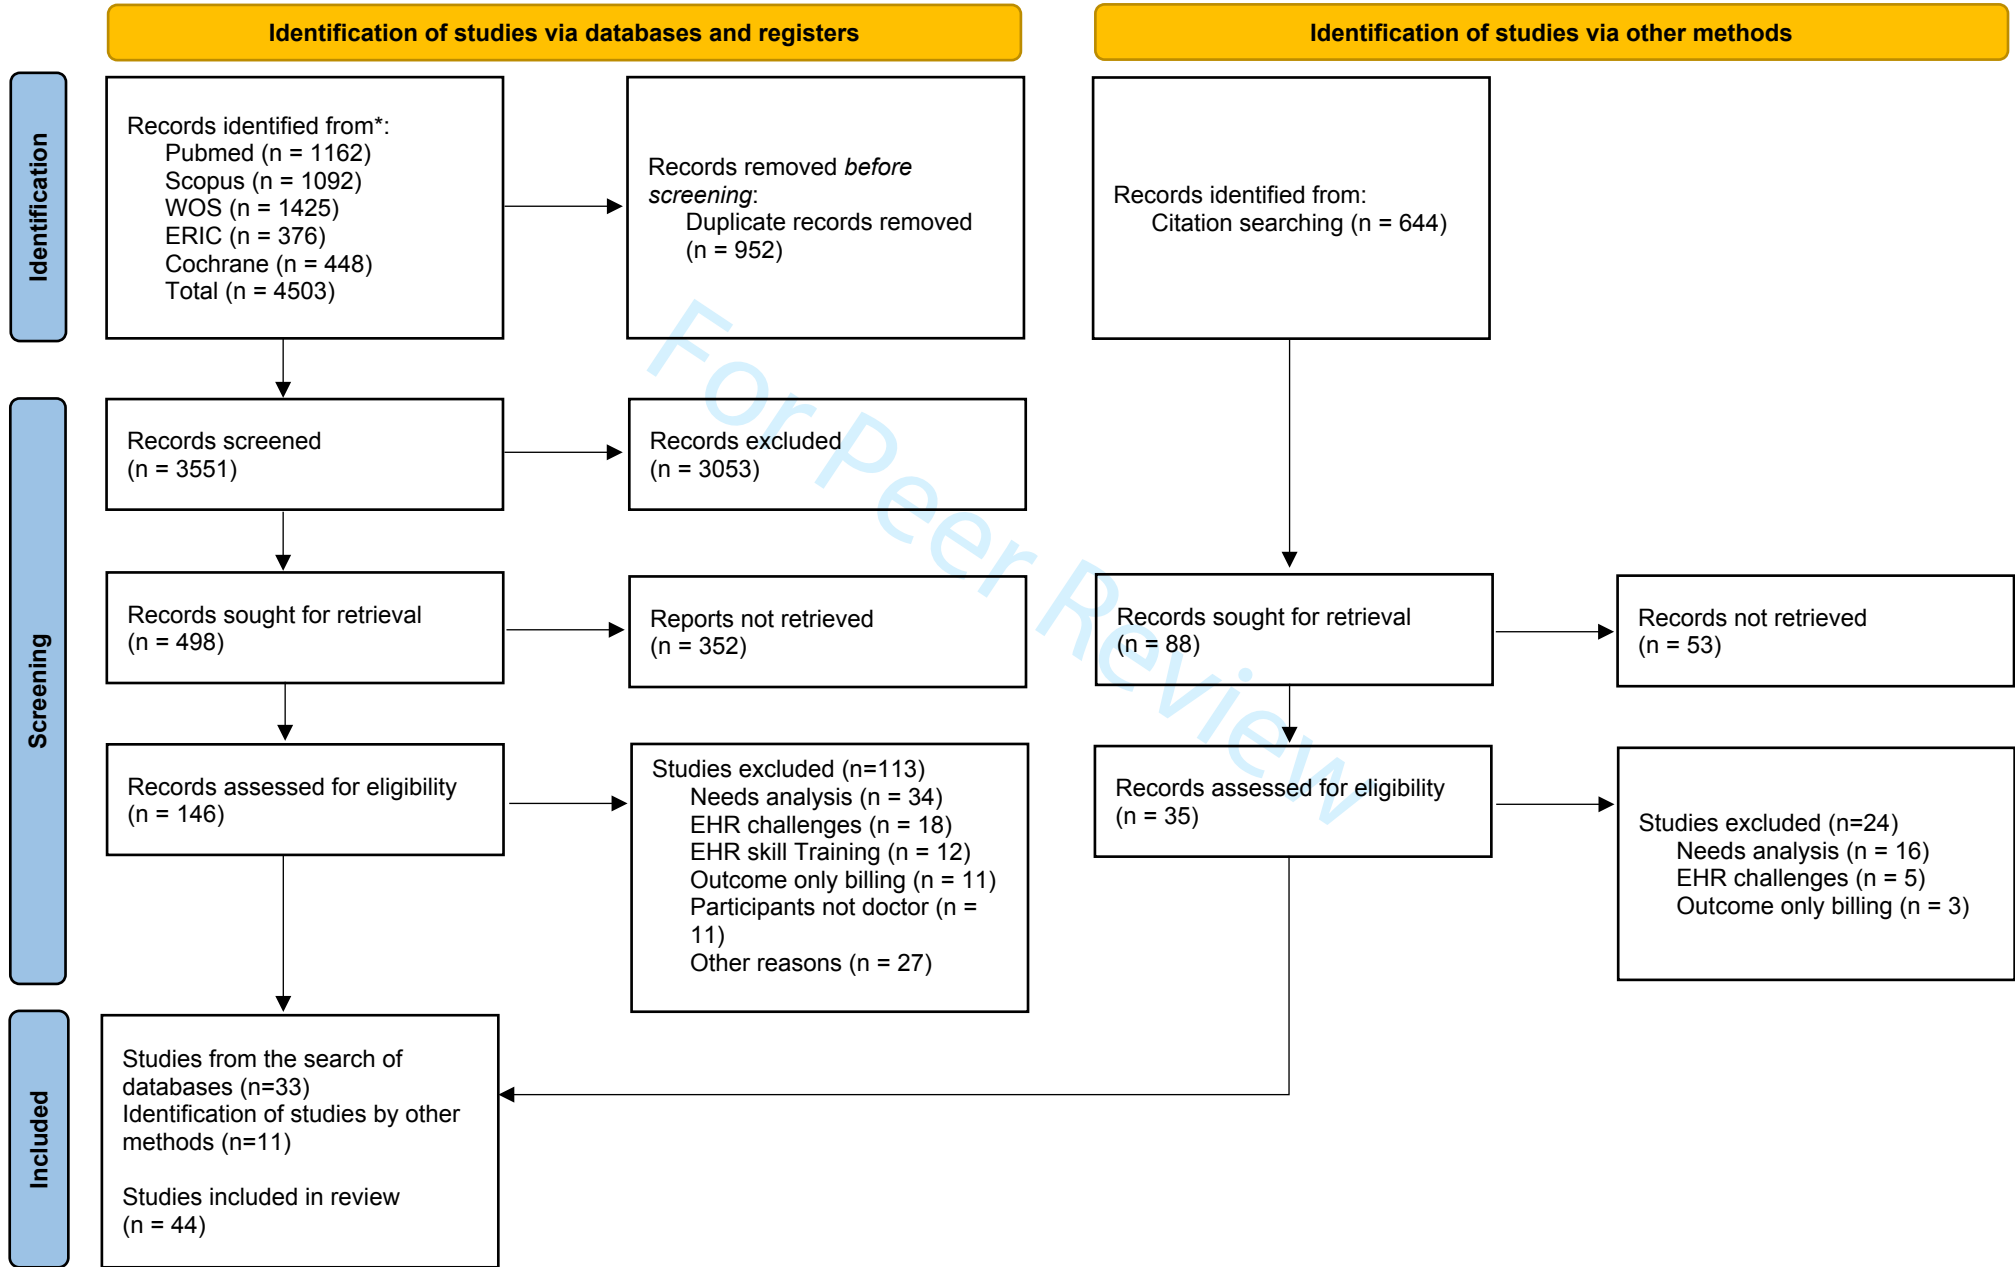 Identification of studies via databases and registers
Identification of studies via other methods
Identification
Records identified from*:
Pubmed (n = 1162)
Scopus (n = 1092)
WOS (n = 1425)
ERIC (n = 376)
Cochrane (n = 448)
Total (n = 4503)
Records removed before
screening:
Duplicate records removed
(n = 952)
Records identified from:
Citation searching (n = 644)
Screening
Records screened
(n = 3551)
Records excluded
(n = 3053)
Records sought for retrieval
(n = 498)
Reports not retrieved
(n = 352)
Records sought for retrieval
(n = 88)
Records not retrieved
(n = 53)
Records assessed for eligibility
(n = 146)
Studies excluded (n=113)
Needs analysis (n = 34)
EHR challenges (n = 18)
EHR skill Training (n = 12)
Outcome only billing (n = 11)
Participants not doctor (n =
11)
Other reasons (n = 27)
Records assessed for eligibility
(n = 35)
Studies excluded (n=24)
Needs analysis (n = 16)
EHR challenges (n = 5)
Outcome only billing (n = 3)
Included
Studies from the search of
databases (n=33)
Identification of studies by other
methods (n=11)
Studies included in review
(n = 44)
For Peer Review